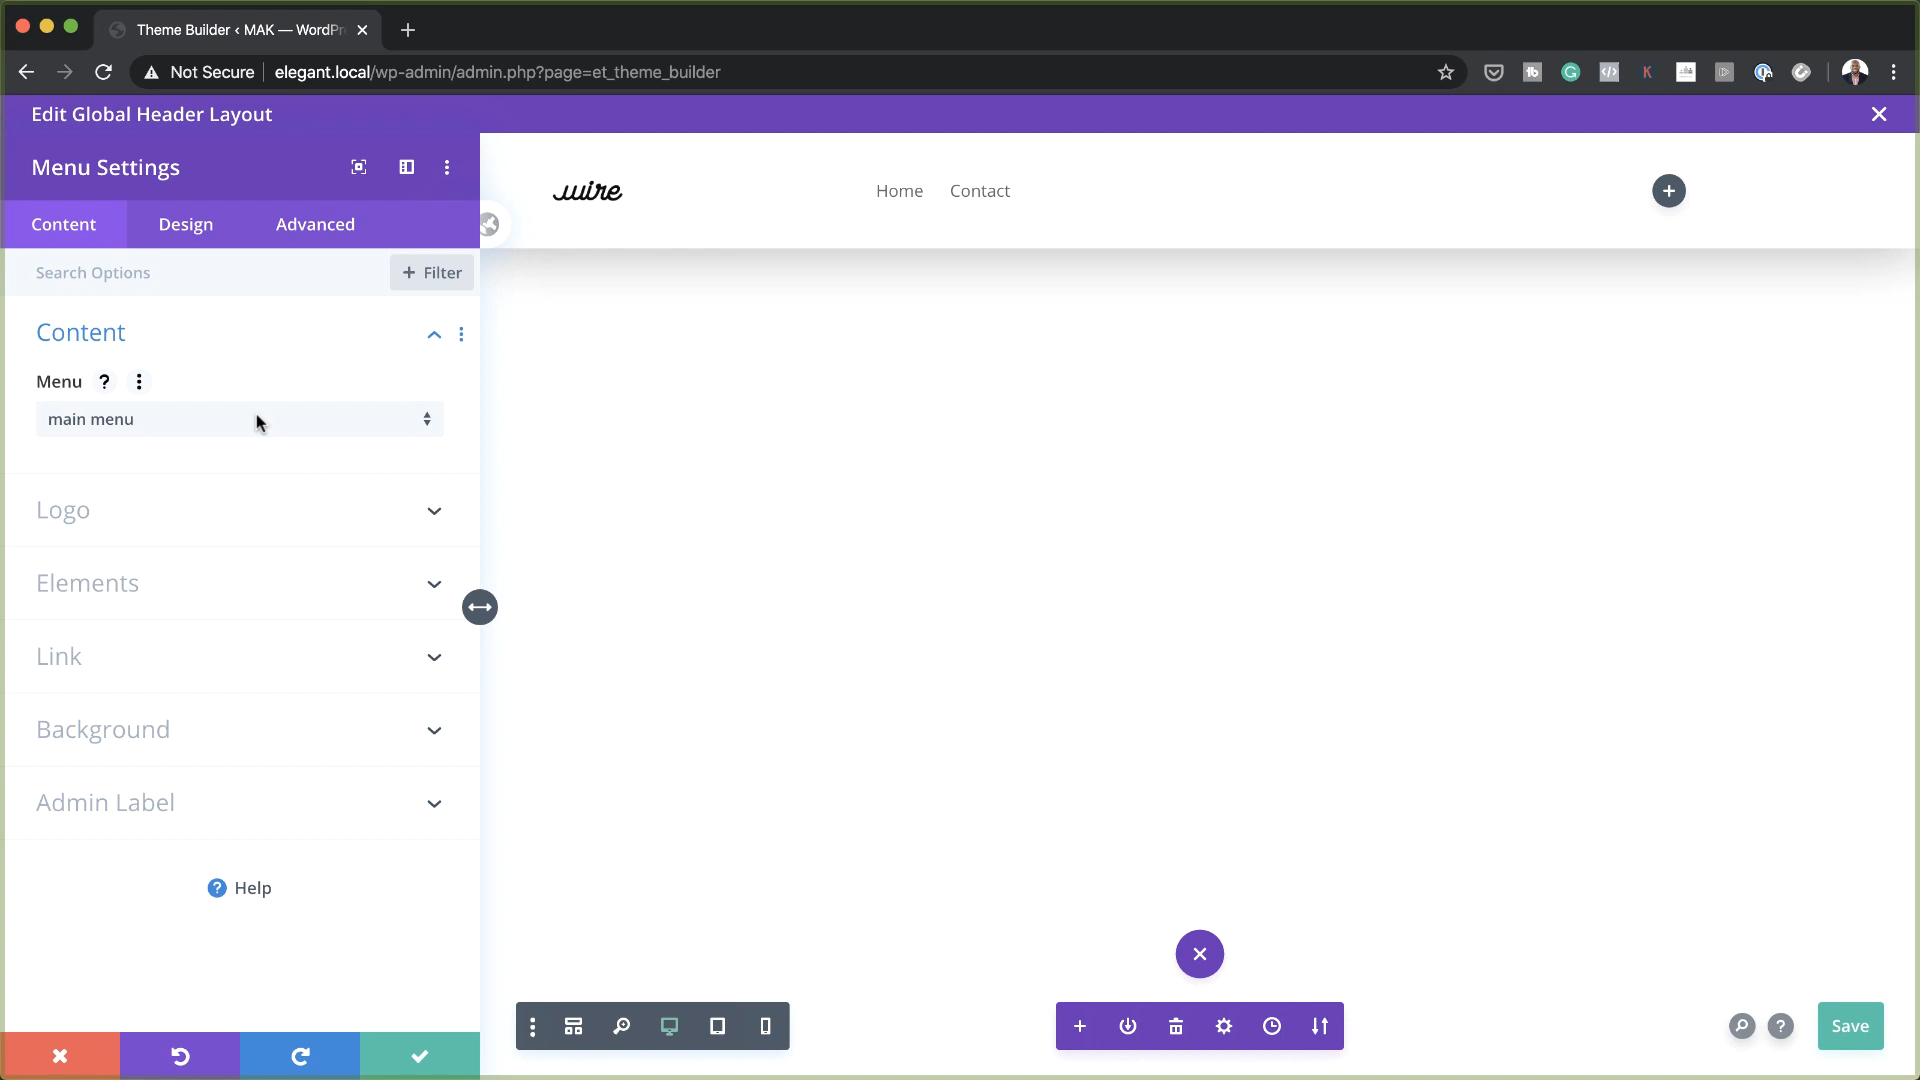 Theme Builder ‹ MAK — WordPr
Not Secure elegant.local/wp-admin/admin.php?page=et_theme_builder
Edit Global Header Layout
Menu Settings
wire Home Contact
Content Design Advanced
Search Options + Filter
Content
Menu ?
main menu
Logo
Elements
Link
Background
Admin Label
? Help
? Save